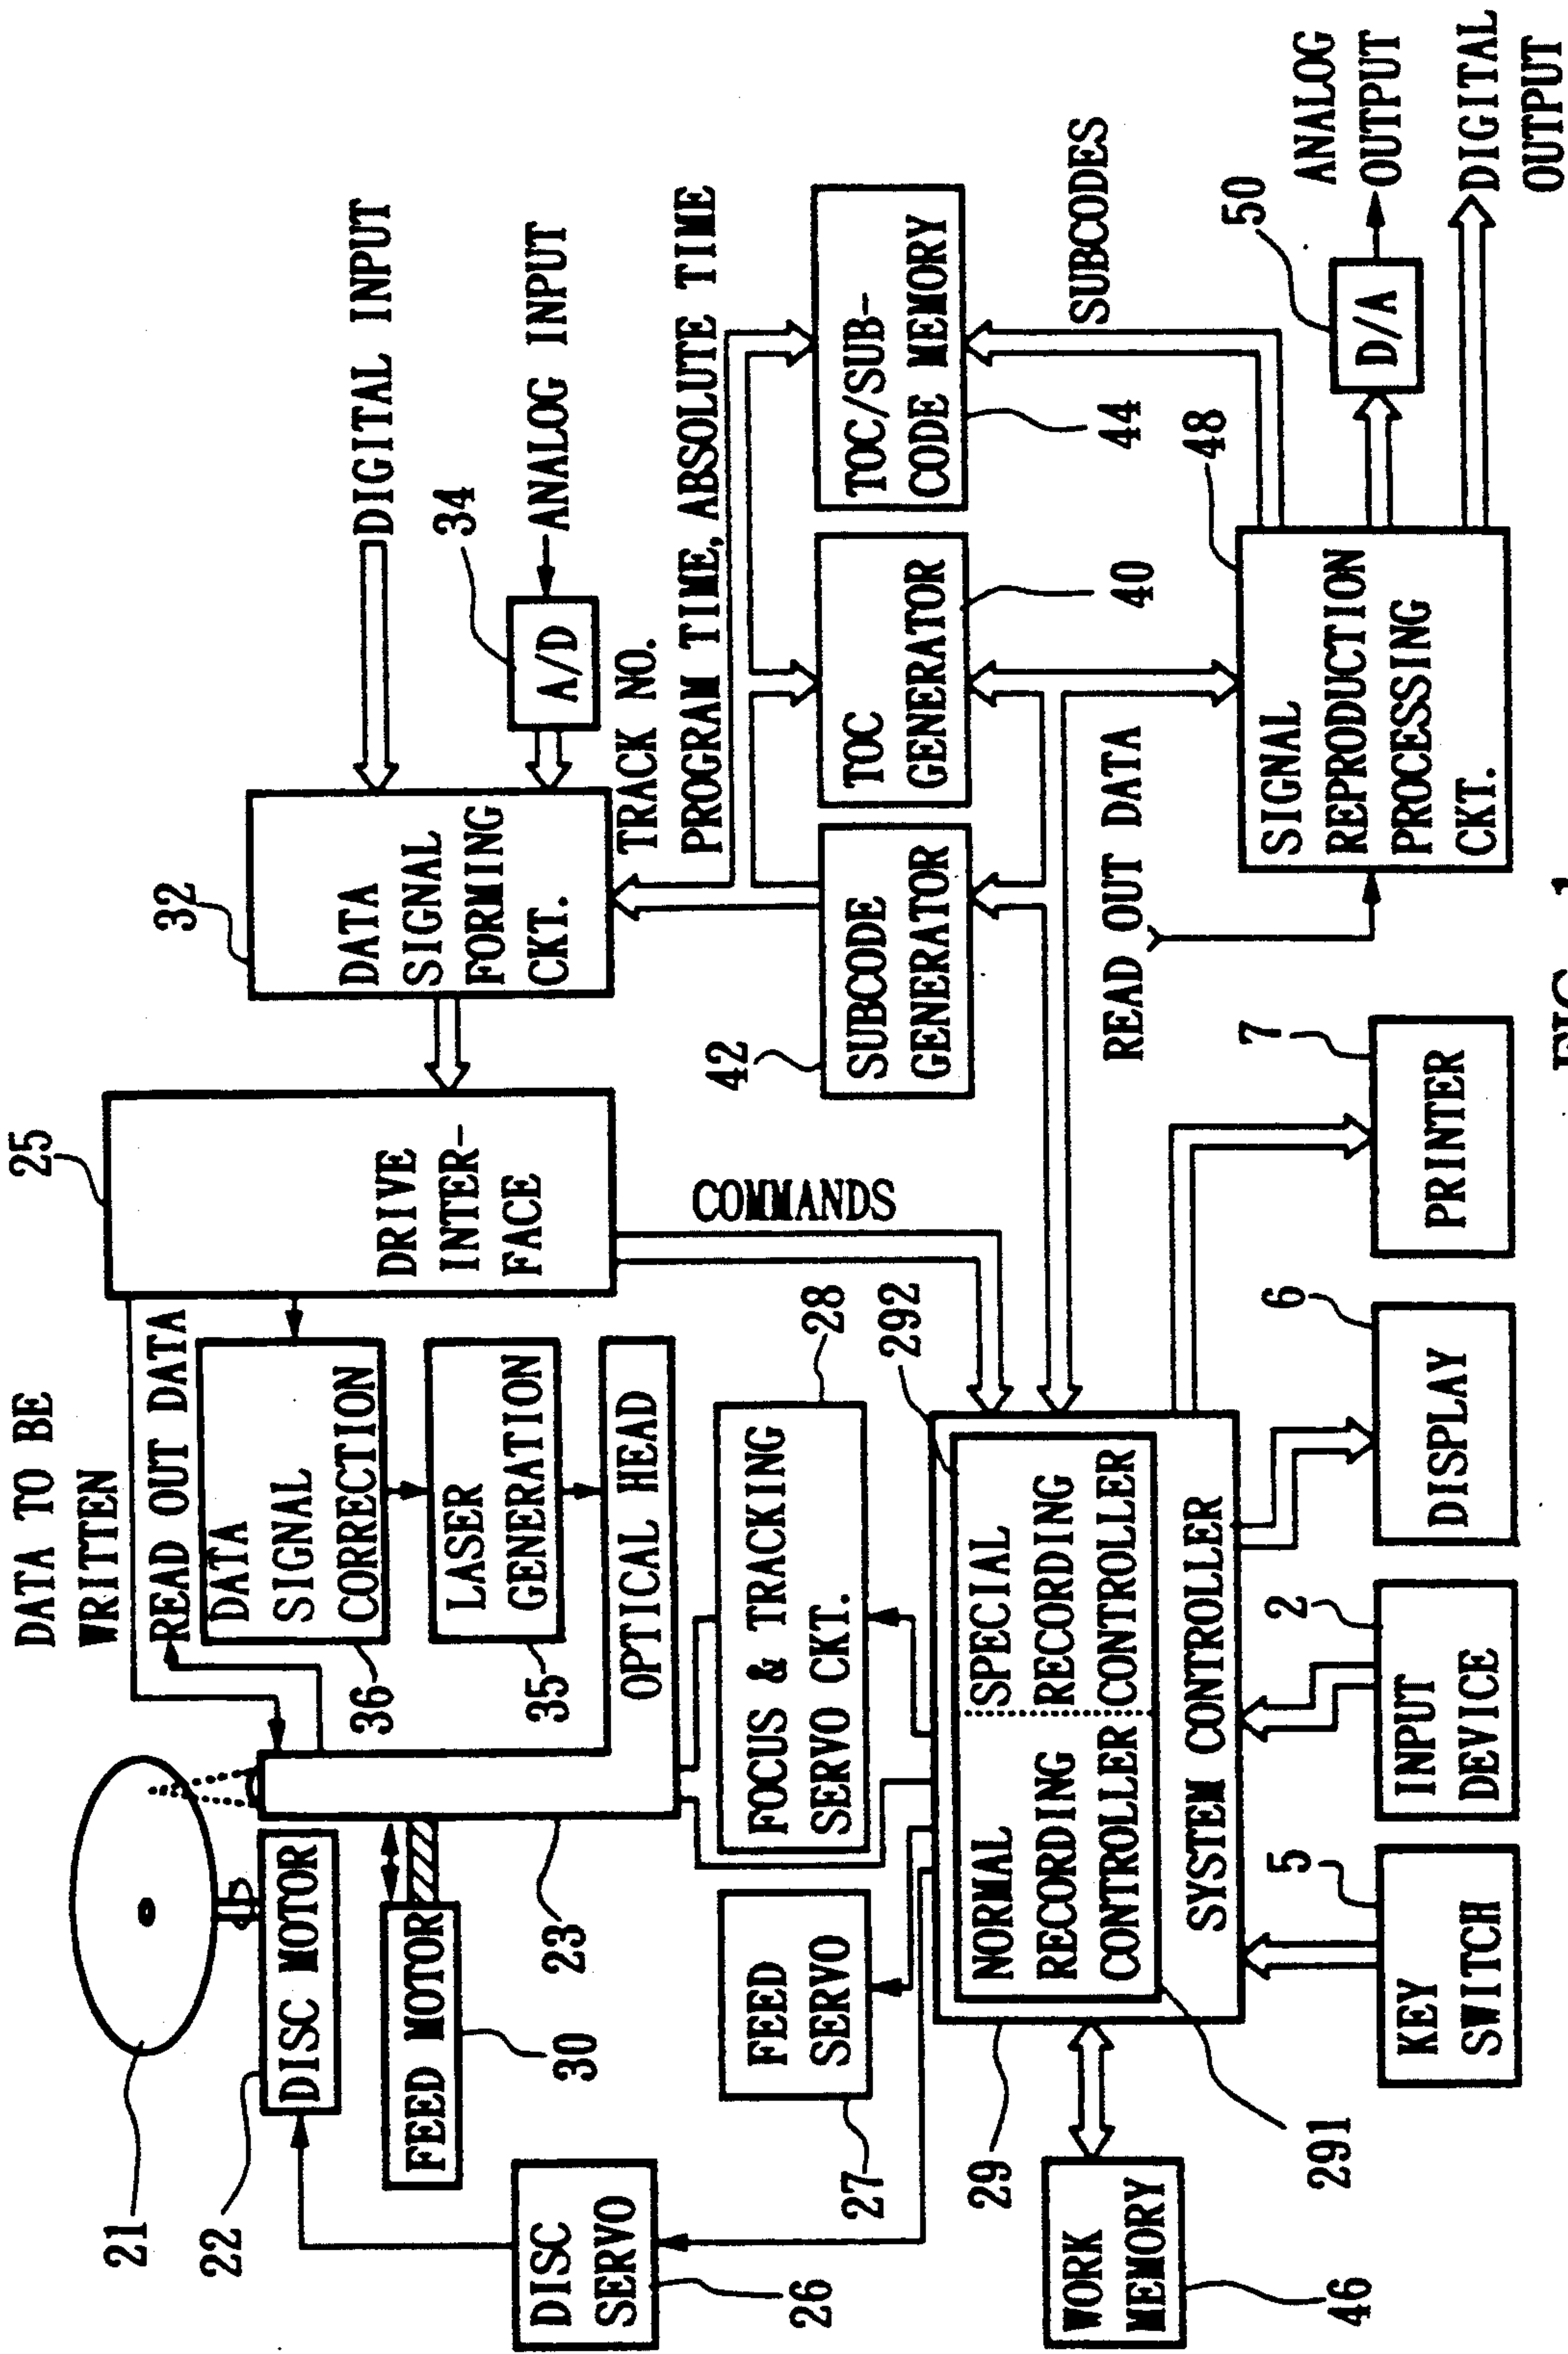 DATA TO BE
WRITTEN
READ OUT DATA
25
32
DIGITAL INPUT
34
ANALOG INPUT
A/D
DATA
SIGNAL
FORMING
CKT.
DRIVE
INTER-
FACE
DATA
SIGNAL
CORRECTION
36
LASER
GENERATION
35
OPTICAL HEAD
21
22
DISC MOTOR
FEED MOTOR
30
23
DISC
SERVO
26
FEED
SERVO
27
FOCUS & TRACKING
SERVO CKT.
28
292
COMMANDS
TRACK NO.
PROGRAM TIME, ABSOLUTE TIME
42
SUBCODE
GENERATOR
TOC
GENERATOR
40
TOC/SUB-
CODE MEMORY
44
SUBCODES
READ OUT DATA
29
NORMAL
RECORDING
CONTROLLER
SPECIAL
RECORDING
CONTROLLER
SYSTEM CONTROLLER
291
WORK
MEMORY
46
KEY
SWITCH
5
INPUT
DEVICE
2
DISPLAY
6
PRINTER
7
48
SIGNAL
REPRODUCTION
PROCESSING
CKT.
50
D/A
ANALOG
OUTPUT
DIGITAL
OUTPUT
FIG. 1